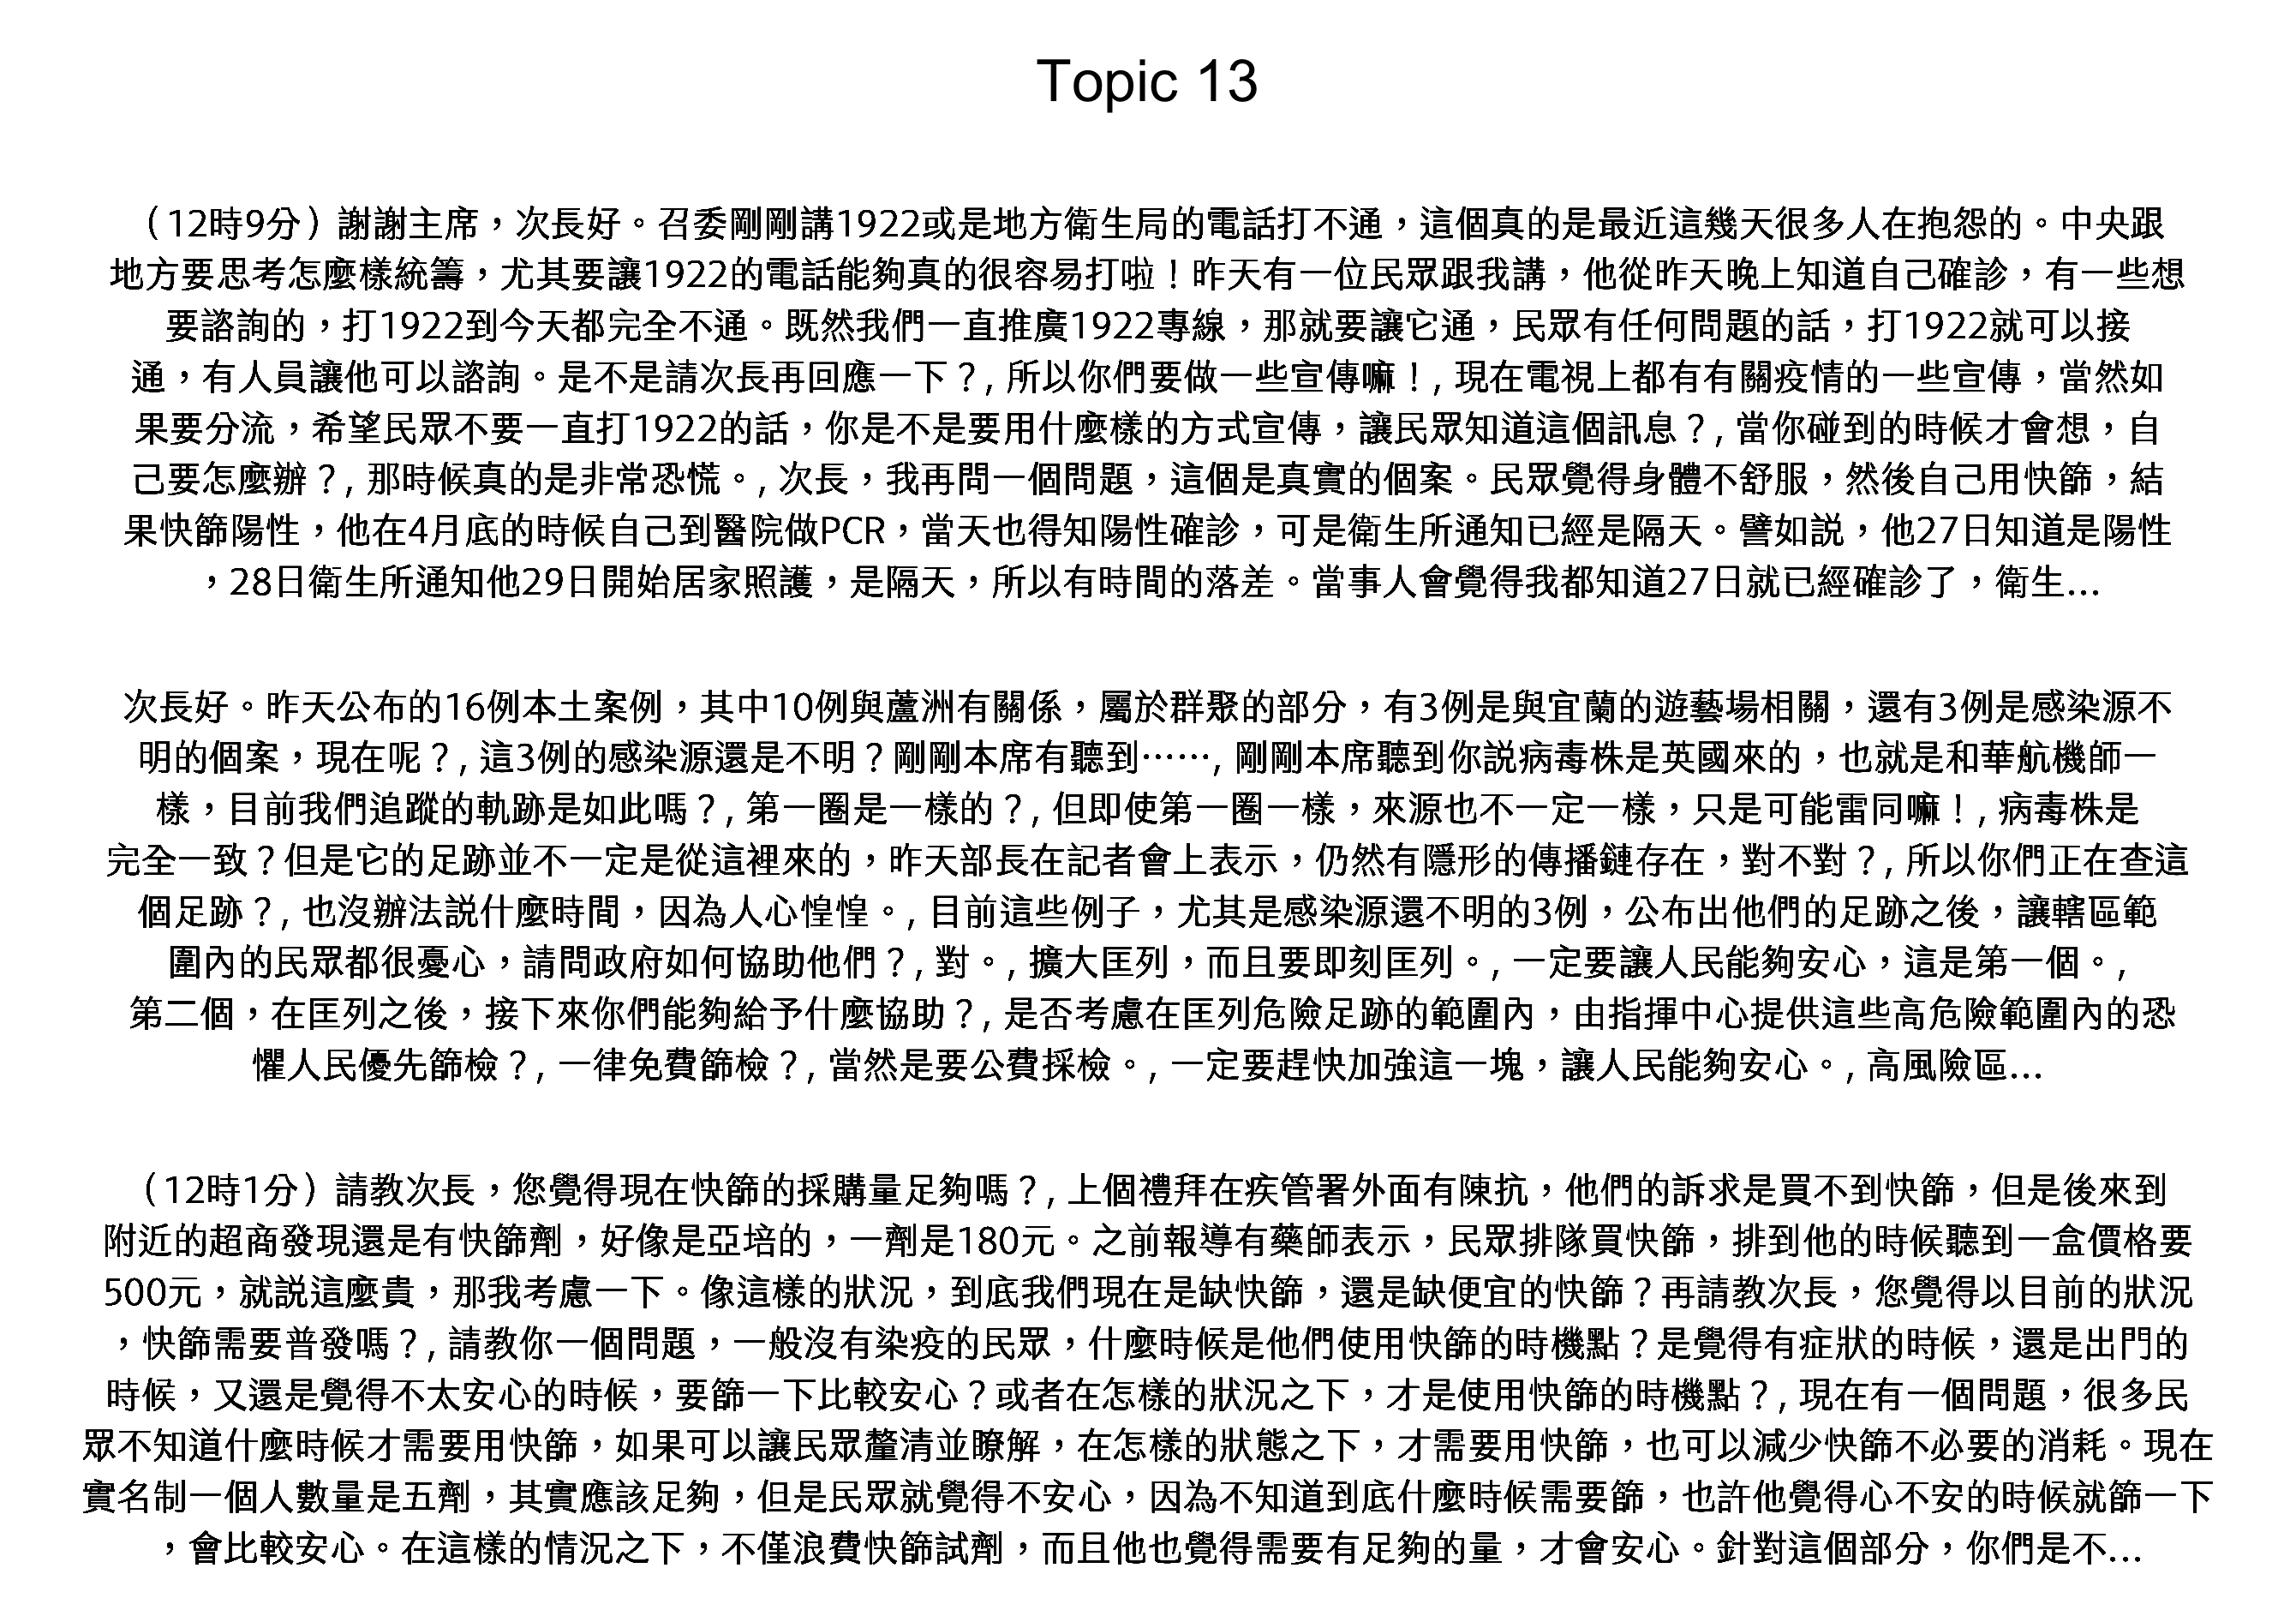 Topic 13
（12時9分）謝謝主席，次長好。召委剛剛講1922或是地方衛生局的電話打不通，這個真的是最近這幾天很多人在抱怨的。中央跟
地方要思考怎麼樣統籌，尤其要讓1922的電話能夠真的很容易打啦！昨天有一位民眾跟我講，他從昨天晚上知道自己確診，有一些想
要諮詢的，打1922到今天都完全不通。既然我們一直推廣1922專線，那就要讓它通，民眾有任何問題的話，打1922就可以接
通，有人員讓他可以諮詢。是不是請次長再回應一下？, 所以你們要做一些宣傳嘛！, 現在電視上都有有關疫情的一些宣傳，當然如
果要分流，希望民眾不要一直打1922的話，你是不是要用什麼樣的方式宣傳，讓民眾知道這個訊息？, 當你碰到的時候才會想，自
己要怎麼辦？, 那時候真的是非常恐慌。, 次長，我再問一個問題，這個是真實的個案。民眾覺得身體不舒服，然後自己用快篩，結
果快篩陽性，他在4月底的時候自己到醫院做PCR，當天也得知陽性確診，可是衛生所通知已經是隔天。譬如説，他27日知道是陽性
，28日衛生所通知他29日開始居家照護，是隔天，所以有時間的落差。當事人會覺得我都知道27日就已經確診了，衛生...
次長好。昨天公布的16例本土案例，其中10例與蘆洲有關係，屬於群聚的部分，有3例是與宜蘭的遊藝場相關，還有3例是感染源不
明的個案，現在呢？, 這3例的感染源還是不明？剛剛本席有聽到……, 剛剛本席聽到你説病毒株是英國來的，也就是和華航機師一
樣，目前我們追蹤的軌跡是如此嗎？, 第一圈是一樣的？, 但即使第一圈一樣，來源也不一定一樣，只是可能雷同嘛！, 病毒株是
完全一致？但是它的足跡並不一定是從這裡來的，昨天部長在記者會上表示，仍然有隱形的傳播鏈存在，對不對？, 所以你們正在查這
個足跡？, 也沒辦法説什麼時間，因為人心惶惶。, 目前這些例子，尤其是感染源還不明的3例，公布出他們的足跡之後，讓轄區範
圍內的民眾都很憂心，請問政府如何協助他們？, 對。, 擴大匡列，而且要即刻匡列。, 一定要讓人民能夠安心，這是第一個。,
第二個，在匡列之後，接下來你們能夠給予什麼協助？, 是否考慮在匡列危險足跡的範圍內，由指揮中心提供這些高危險範圍內的恐
懼人民優先篩檢？, 一律免費篩檢？, 當然是要公費採檢。, 一定要趕快加強這一塊，讓人民能夠安心。, 高風險區...
（12時1分）請教次長，您覺得現在快篩的採購量足夠嗎？, 上個禮拜在疾管署外面有陳抗，他們的訴求是買不到快篩，但是後來到
附近的超商發現還是有快篩劑，好像是亞培的，一劑是180元。之前報導有藥師表示，民眾排隊買快篩，排到他的時候聽到一盒價格要
500元，就説這麼貴，那我考慮一下。像這樣的狀況，到底我們現在是缺快篩，還是缺便宜的快篩？再請教次長，您覺得以目前的狀況
，快篩需要普發嗎？, 請教你一個問題，一般沒有染疫的民眾，什麼時候是他們使用快篩的時機點？是覺得有症狀的時候，還是出門的
時候，又還是覺得不太安心的時候，要篩一下比較安心？或者在怎樣的狀況之下，才是使用快篩的時機點？, 現在有一個問題，很多民
眾不知道什麼時候才需要用快篩，如果可以讓民眾釐清並瞭解，在怎樣的狀態之下，才需要用快篩，也可以減少快篩不必要的消耗。現在
實名制一個人數量是五劑，其實應該足夠，但是民眾就覺得不安心，因為不知道到底什麼時候需要篩，也許他覺得心不安的時候就篩一下
，會比較安心。在這樣的情況之下，不僅浪費快篩試劑，而且他也覺得需要有足夠的量，才會安心。針對這個部分，你們是不...